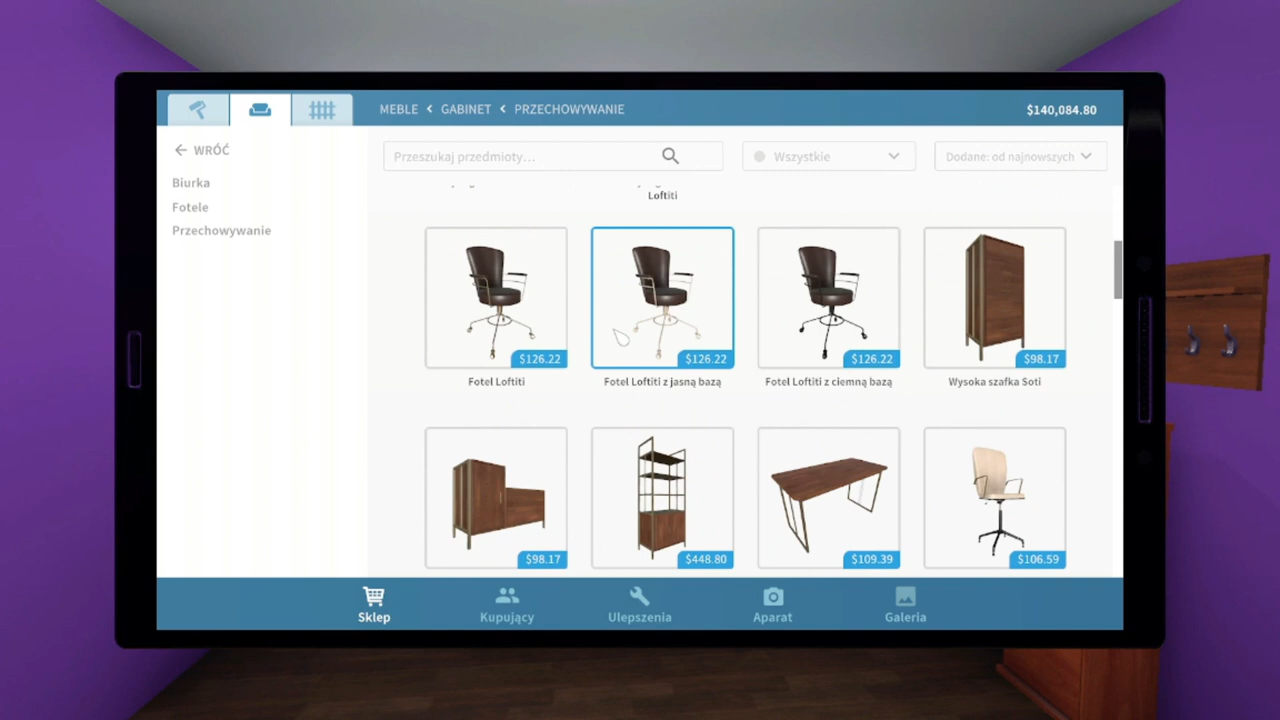 MEBLE < GABINET < PRZECHOWYWANIE
$140,084.80
WRÓĆ
Przeszukaj przedmioty...
Wszystkie
Dodane: od najnowszych
Biurka
Fotele
Przechowywanie
Loftiti
$126.22
$126.22
$126.22
$98.17
Fotel Loftiti
Fotel Loftiti z jasną bazą
Fotel Loftiti z ciemną bazą
Wysoka szafka Soti
$98.17
$448.80
$109.39
$106.59
Sklep
Kupujący
Ulepszenia
Aparat
Galeria